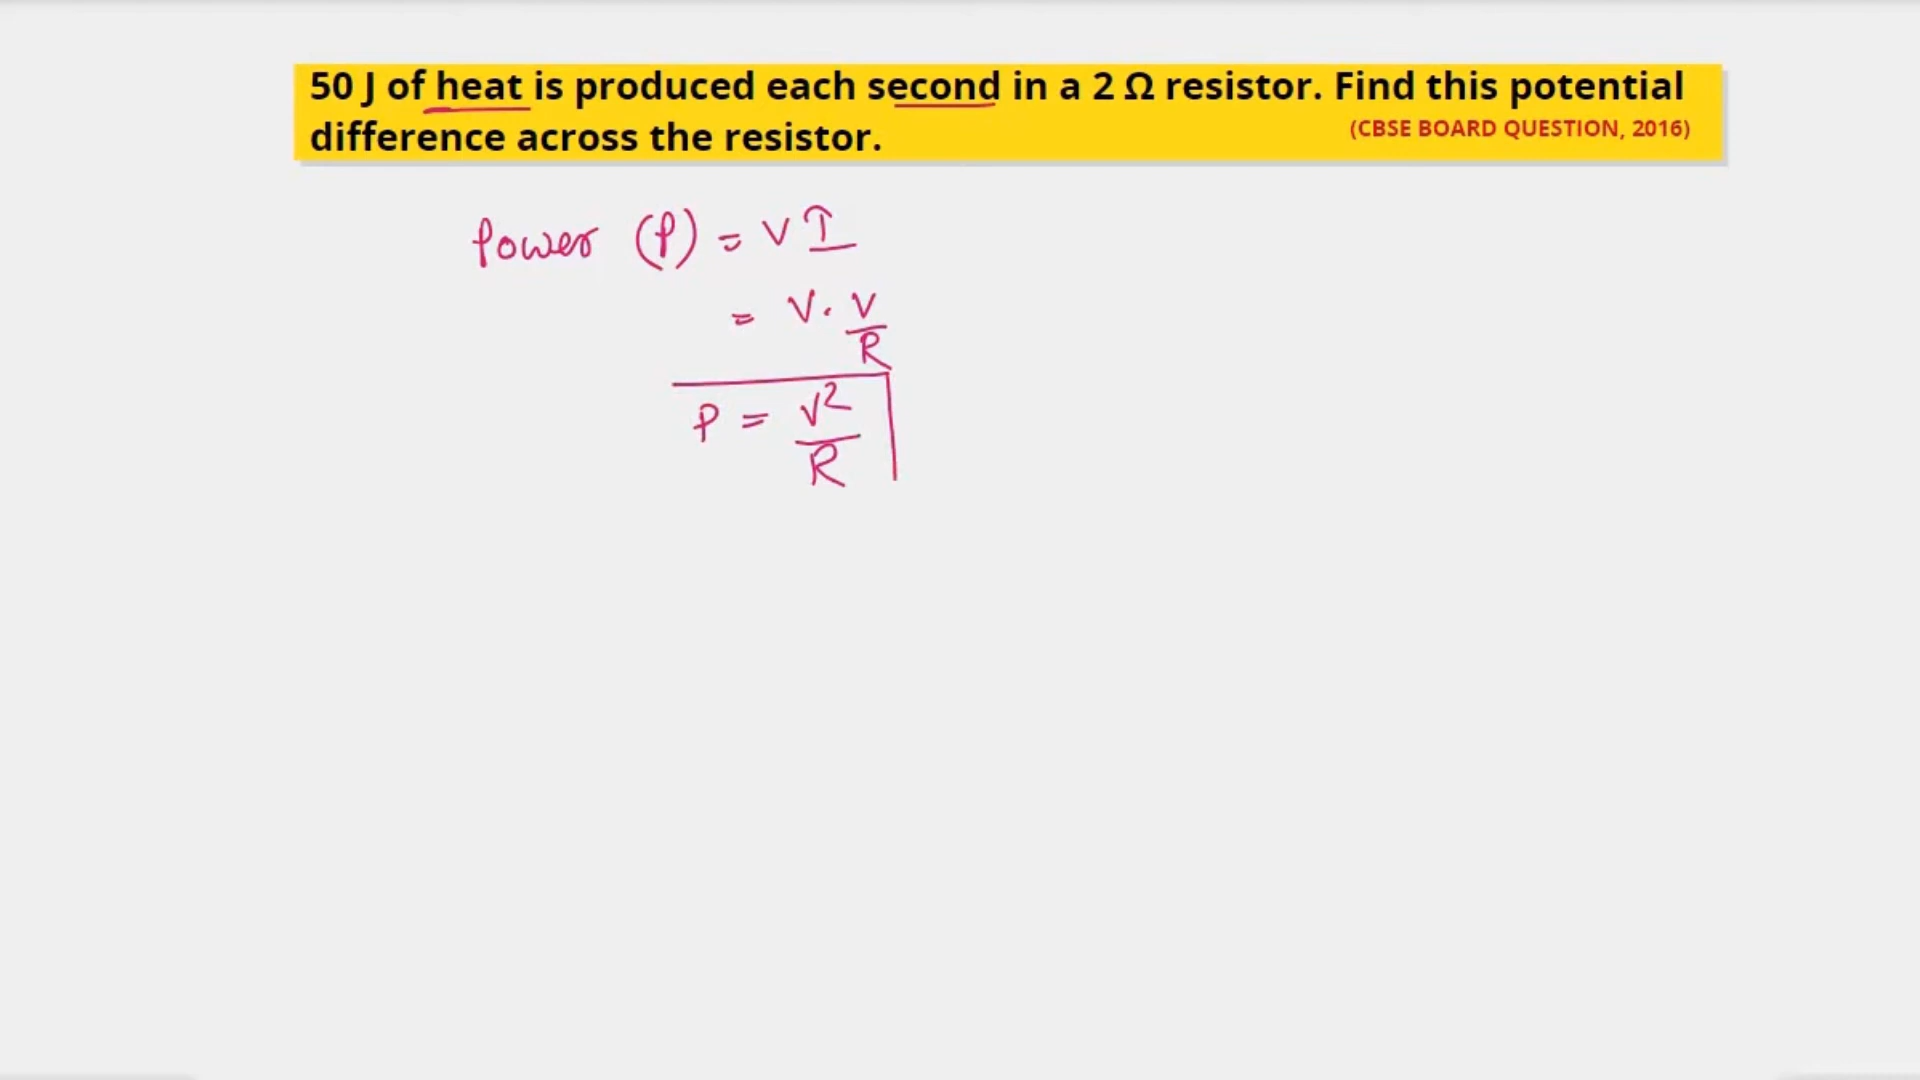 50 J of heat is produced each second in a 2 Ω resistor. Find this potential
difference across the resistor.
(CBSE BOARD QUESTION, 2016)
Power (P) = V I
= V . V/R
P = V²/R